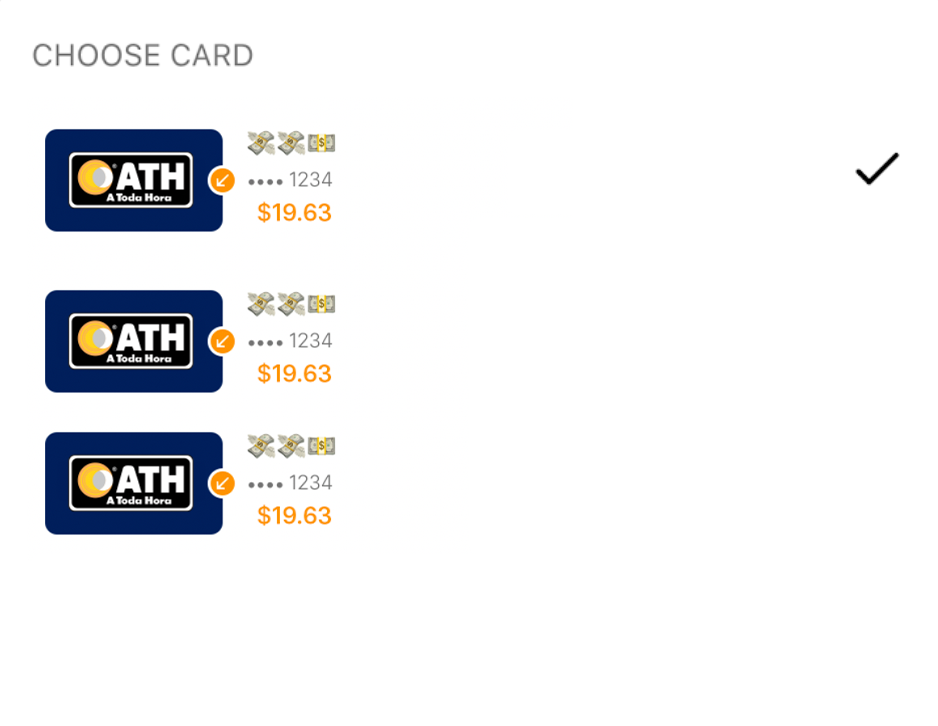 CHOOSE CARD
💸💸💵
ATH
®
A Toda Hora
•••• 1234
$19.63
💸💸💵
ATH
®
A Toda Hora
•••• 1234
$19.63
💸💸💵
ATH
®
A Toda Hora
•••• 1234
$19.63